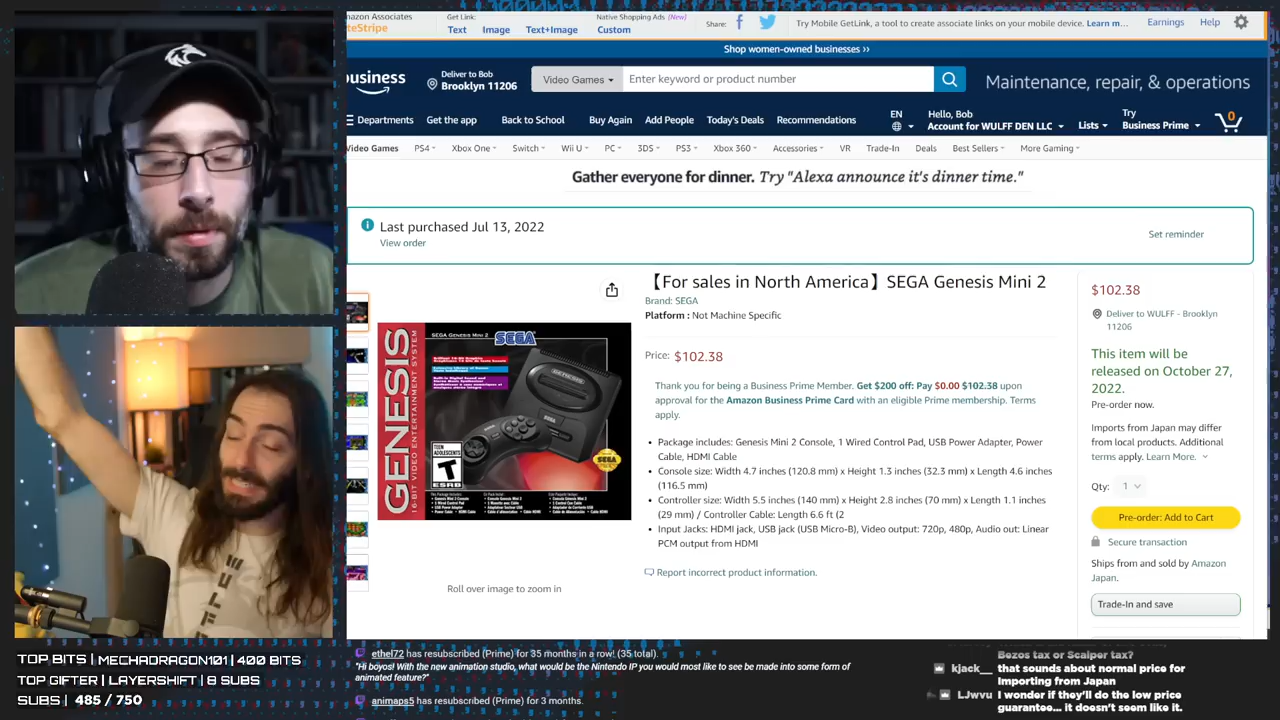 mazon Associates
teStripe
Get Link:
Text Image Text+Image
Native Shopping Ads (New)
Custom
Share:
Try Mobile GetLink, a tool to create associate links on your mobile device. Learn m...
Earnings Help
Shop women-owned businesses ››
business
Deliver to Bob
Brooklyn 11206
Video Games
Enter keyword or product number
Maintenance, repair, & operations
Departments Get the app Back to School Buy Again Add People Today's Deals Recommendations
EN
Hello, Bob
Account for WULFF DEN LLC
Lists
Try
Business Prime
0
Video Games PS4 Xbox One Switch Wii U PC 3DS PS3 Xbox 360 Accessories VR Trade-In Deals Best Sellers More Gaming
Gather everyone for dinner. Try "Alexa announce it's dinner time."
Last purchased Jul 13, 2022
View order
Set reminder
【For sales in North America】 SEGA Genesis Mini 2
Brand: SEGA
Platform : Not Machine Specific
Price: $102.38
Thank you for being a Business Prime Member. Get $200 off: Pay $0.00 $102.38 upon
approval for the Amazon Business Prime Card with an eligible Prime membership. Terms
apply.
• Package includes: Genesis Mini 2 Console, 1 Wired Control Pad, USB Power Adapter, Power
Cable, HDMI Cable
• Console size: Width 4.7 inches (120.8 mm) x Height 1.3 inches (32.3 mm) x Length 4.6 inches
(116.5 mm)
• Controller size: Width 5.5 inches (140 mm) x Height 2.8 inches (70 mm) x Length 1.1 inches
(29 mm) / Controller Cable: Length 6.6 ft (2
• Input Jacks: HDMI jack, USB jack (USB Micro-B), Video output: 720p, 480p, Audio out: Linear
PCM output from HDMI
Report incorrect product information.
SEGA GENESIS MINI 2
SEGA
GENESIS
16-BIT VIDEO ENTERTAINMENT SYSTEM
TEEN
T
ESRB
Roll over image to zoom in
$102.38
Deliver to WULFF - Brooklyn
11206
This item will be
released on October 27,
2022.
Pre-order now.
Imports from Japan may differ
from local products. Additional
terms apply. Learn More.
Qty: 1
Pre-order: Add to Cart
Secure transaction
Ships from and sold by Amazon
Japan.
Trade-In and save
TOP BITS | MECHADRAGON101 | 400 BITS
TOP GIFTER | LAYERSHIFT | 8 SUBS
SUBS | 485 / 750
ethel72 has resubscribed (Prime) for 35 months in a row! (35 total).
"Hi boyos! With the new animation studio, what would be the Nintendo IP you would most like to see be made into some form of
animated feature?"
animaps5 has resubscribed (Prime) for 3 months.
Bezos tax or Scalper tax?
kjack__ that sounds about normal price for
importing from Japan
LJwvu I wonder if they'll do the low price
guarantee... it doesn't seem like it.